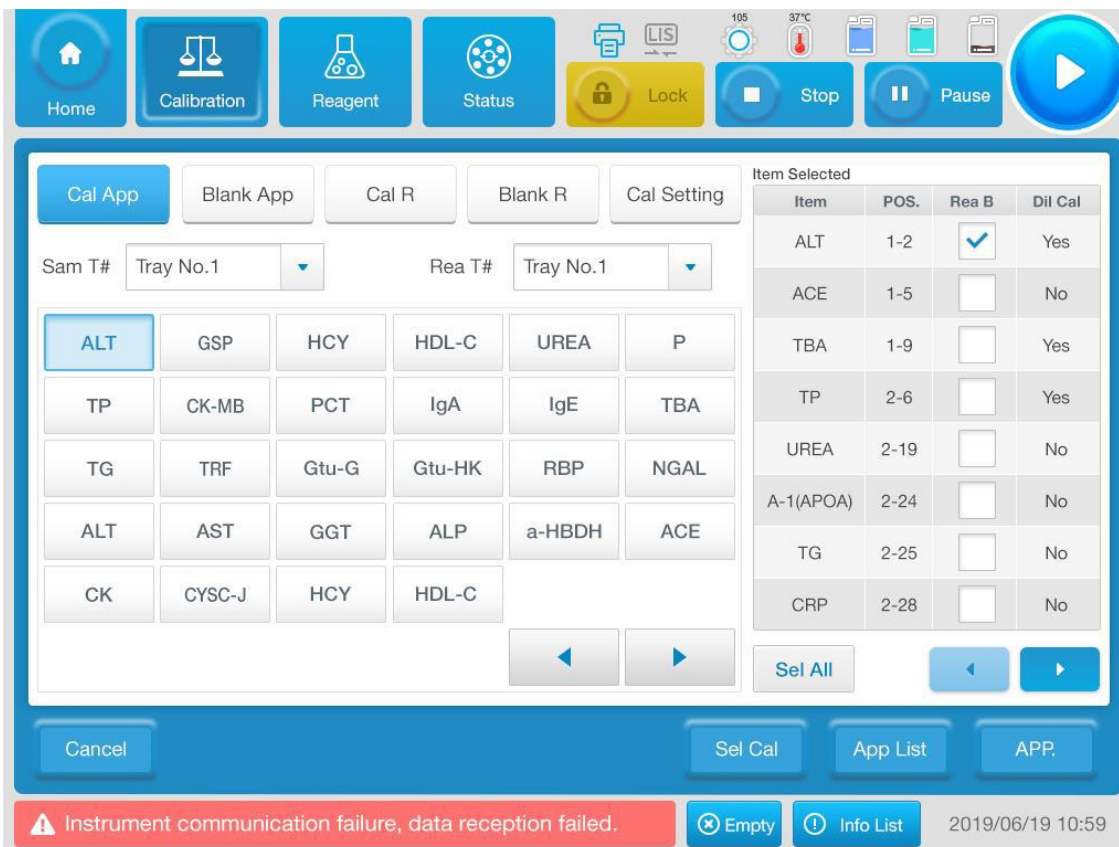 105
37°C
LIS
Home
Calibration
Reagent
Status
Lock
Stop
Pause
Cal App
Blank App
Cal R
Blank R
Cal Setting
Sam T# Tray No.1
Rea T# Tray No.1
ALT GSP HCY HDL-C UREA P
TP CK-MB PCT IgA IgE TBA
TG TRF Gtu-G Gtu-HK RBP NGAL
ALT AST GGT ALP a-HBDH ACE
CK CYSC-J HCY HDL-C
Item Selected
Item POS. Rea B Dil Cal
ALT 1-2 Yes
ACE 1-5 No
TBA 1-9 Yes
TP 2-6 Yes
UREA 2-19 No
A-1(APOA) 2-24 No
TG 2-25 No
CRP 2-28 No
Sel All
Cancel
Sel Cal
App List
APP.
Instrument communication failure, data reception failed.
Empty
Info List
2019/06/19 10:59